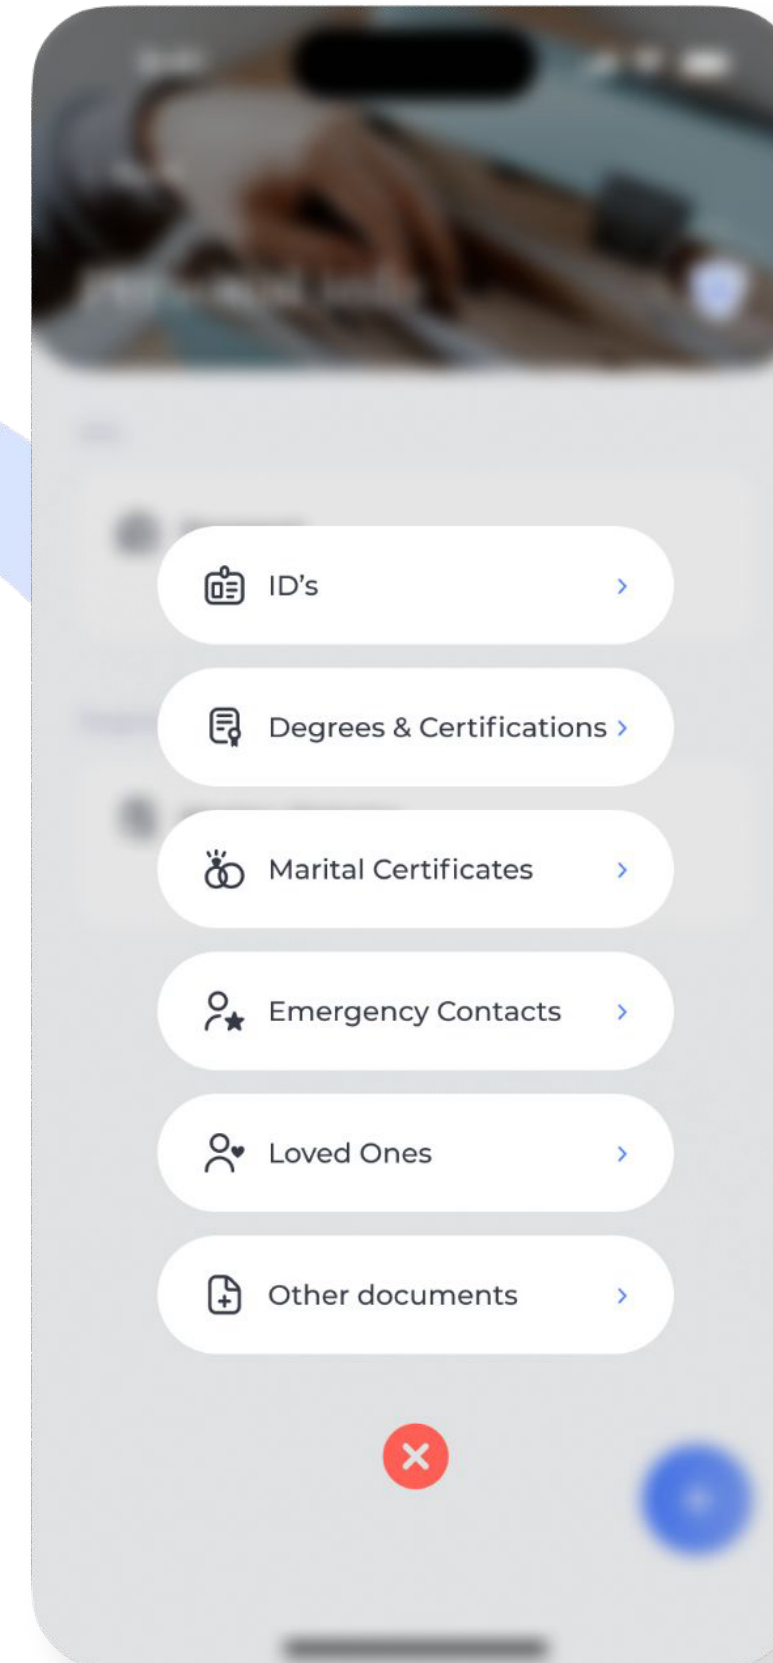 ID’s
Degrees & Certifications
Marital Certificates
Emergency Contacts
Loved Ones
Other documents